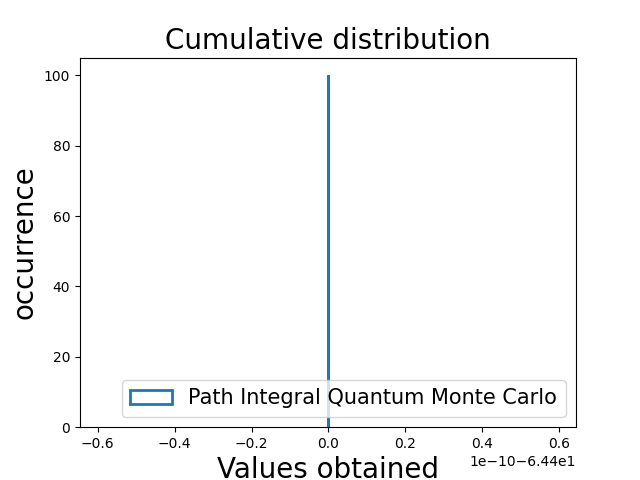 Cumulative distribution
occurrence
100
80
60
40
20
0
Path Integral Quantum Monte Carlo
−0.6 −0.4 −0.2 0.0 0.2 0.4 0.6
1e−10−6.44e1
Values obtained